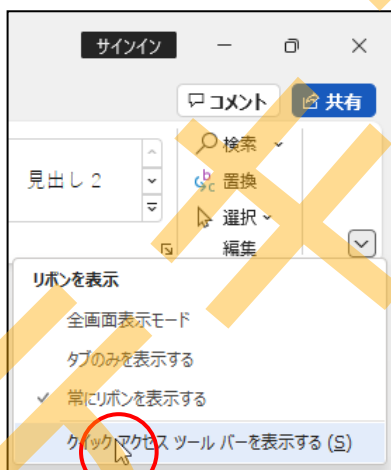 サインイン
コメント 共有
検索
見出し 2 置換
選択
編集
リボンを表示
全画面表示モード
タブのみを表示する
常にリボンを表示する
クイック アクセス ツール バーを表示する (S)